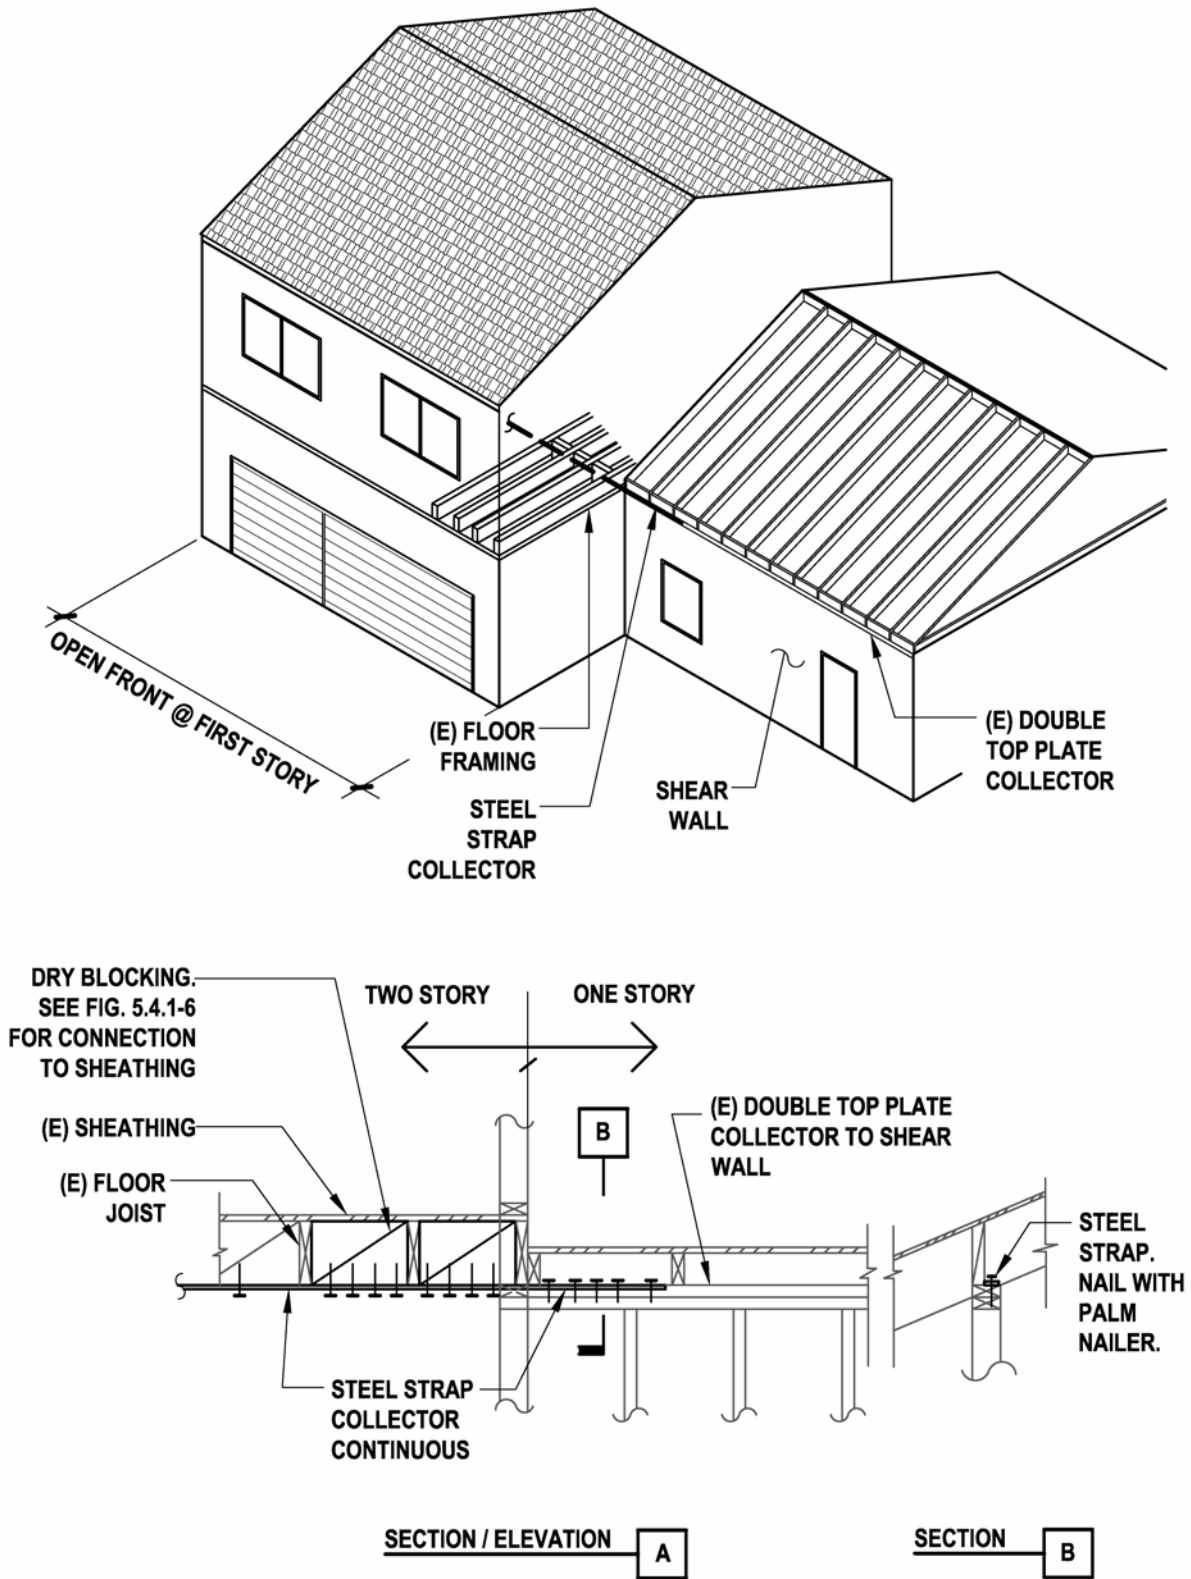 OPEN FRONT @ FIRST STORY
(E) FLOOR
FRAMING
STEEL
STRAP
COLLECTOR
SHEAR
WALL
(E) DOUBLE
TOP PLATE
COLLECTOR
DRY BLOCKING.
SEE FIG. 5.4.1-6
FOR CONNECTION
TO SHEATHING
TWO STORY
ONE STORY
(E) SHEATHING
(E) FLOOR
JOIST
B
(E) DOUBLE TOP PLATE
COLLECTOR TO SHEAR
WALL
STEEL
STRAP.
NAIL WITH
PALM
NAILER.
STEEL STRAP
COLLECTOR
CONTINUOUS
SECTION / ELEVATION A
SECTION B